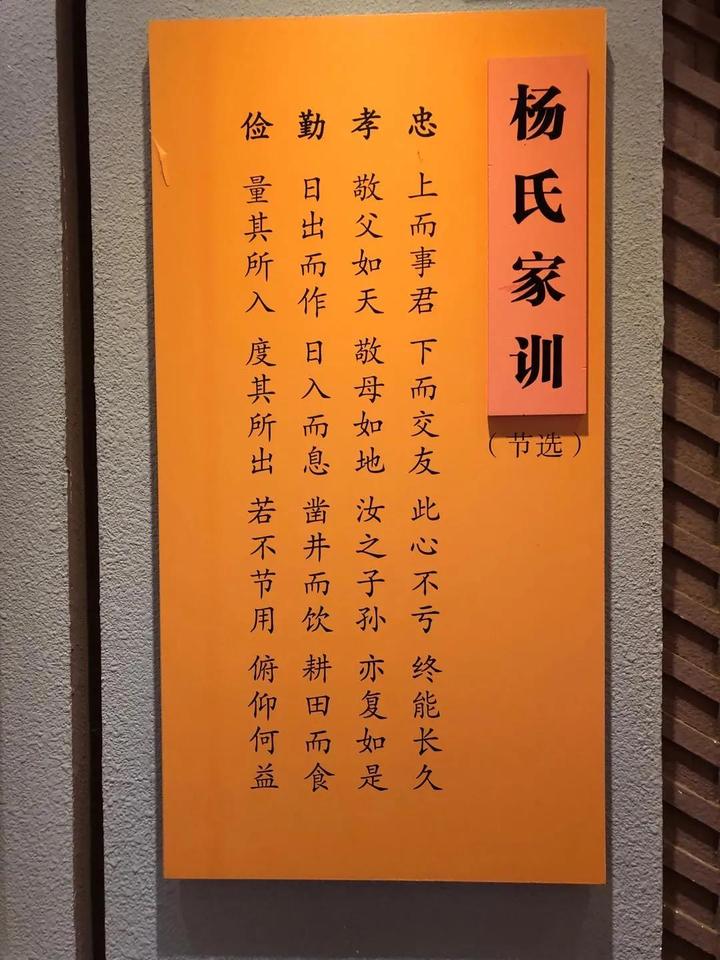 杨氏家训
（节选）
忠 上而事君 下而交友 此心不亏 终能长久
孝 敬父如天 敬母如地 汝之子孙 亦复如是
勤 日出而作 日入而息 凿井而饮 耕田而食
俭 量其所入 度其所出 若不节用 俯仰何益